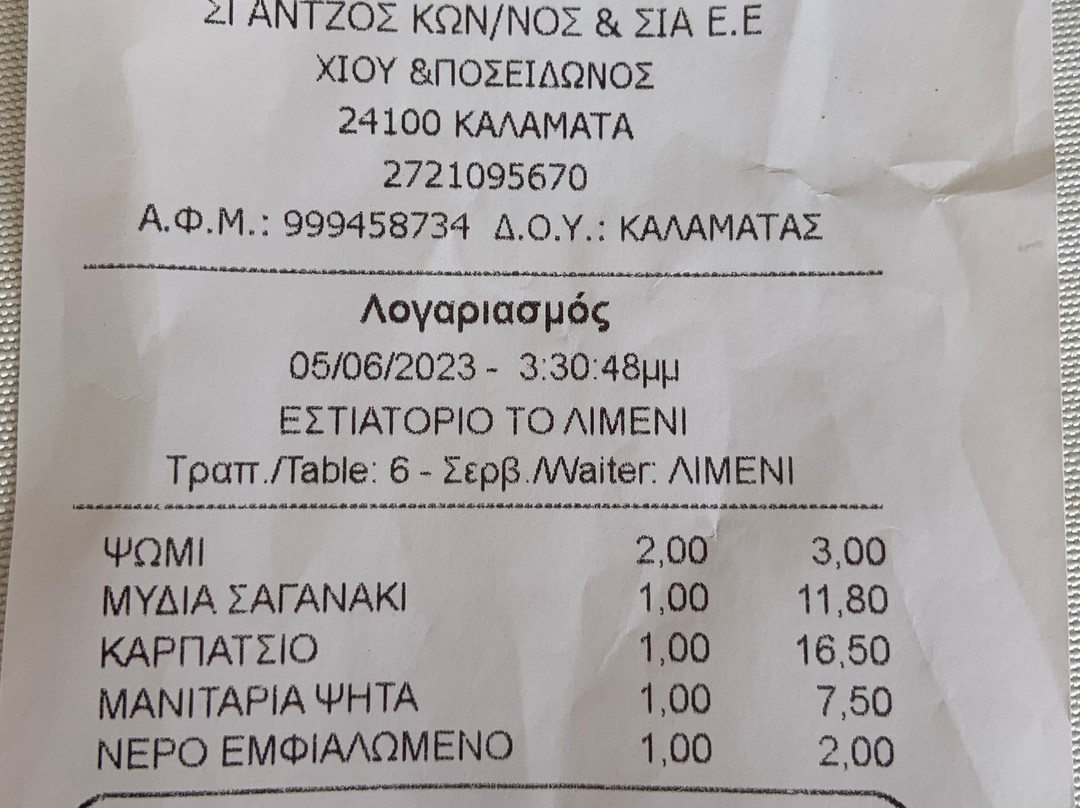 ΣΓΑΝΤΖΟΣ ΚΩΝ/ΝΟΣ & ΣΙΑ Ε.Ε
ΧΙΟΥ &ΠΟΣΕΙΔΩΝΟΣ
24100 ΚΑΛΑΜΑΤΑ
2721095670
Α.Φ.Μ.: 999458734 Δ.Ο.Υ.: ΚΑΛΑΜΑΤΑΣ
Λογαριασμός
05/06/2023 - 3:30:48μμ
ΕΣΤΙΑΤΟΡΙΟ ΤΟ ΛΙΜΕΝΙ
Τραπ./Table: 6 - Σερβ./Waiter: ΛΙΜΕΝΙ
ΨΩΜΙ 2,00 3,00
ΜΥΔΙΑ ΣΑΓΑΝΑΚΙ 1,00 11,80
ΚΑΡΠΑΤΣΙΟ 1,00 16,50
ΜΑΝΙΤΑΡΙΑ ΨΗΤΑ 1,00 7,50
ΝΕΡΟ ΕΜΦΙΑΛΩΜΕΝΟ 1,00 2,00